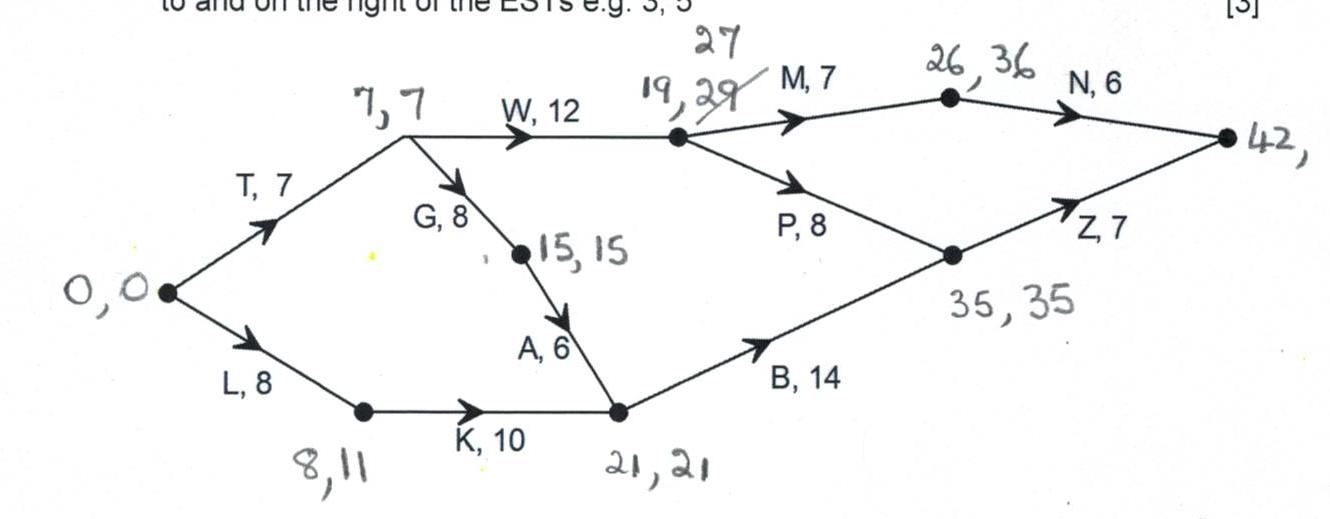 to and on the right of the ESTs e.g. 3, 5 [3]
27
7, 7
W, 12
19, 29
M, 7
26, 36
N, 6
42,
T, 7
G, 8
P, 8
Z, 7
0, 0
15, 15
35, 35
A, 6
L, 8
B, 14
K, 10
8, 11
21, 21